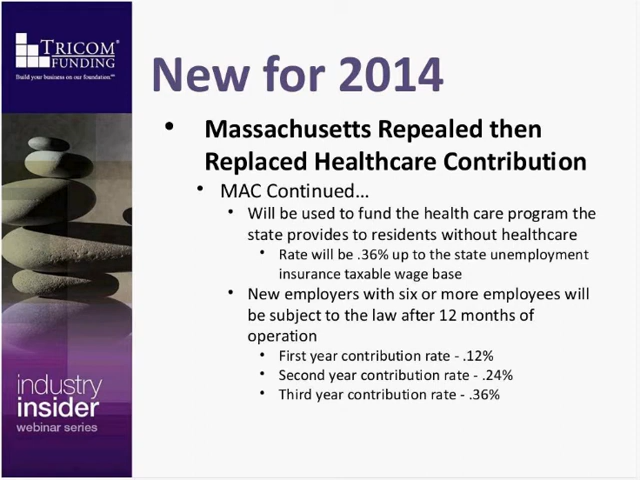 TRICOM®
FUNDING
Build your business on our foundation.℠
New for 2014
• Massachusetts Repealed then
Replaced Healthcare Contribution
• MAC Continued…
• Will be used to fund the health care program the
state provides to residents without healthcare
• Rate will be .36% up to the state unemployment
insurance taxable wage base
• New employers with six or more employees will
be subject to the law after 12 months of
operation
• First year contribution rate - .12%
• Second year contribution rate - .24%
• Third year contribution rate - .36%
industry
insider
webinar series